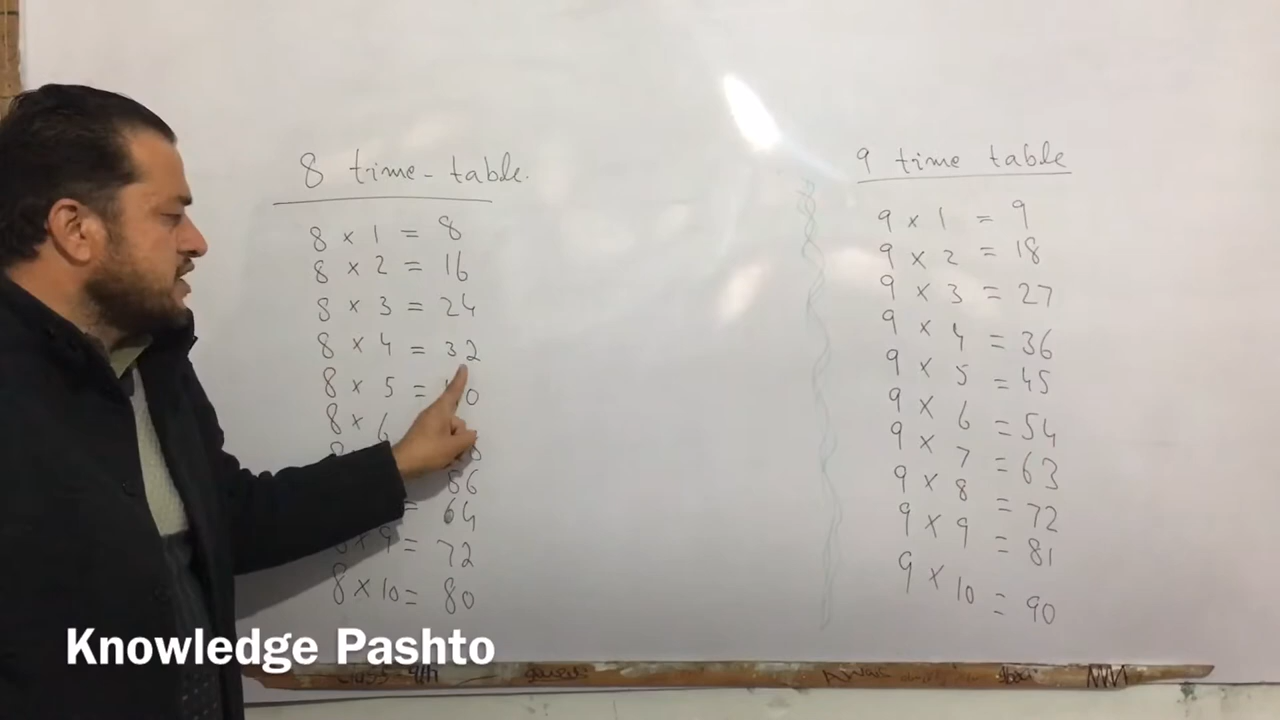 8 time-table.
8 x 1 = 8
8 x 2 = 16
8 x 3 = 24
8 x 4 = 32
8 x 5 = 0
8 x 6
64
x 9 = 72
8 x 10 = 80
9 time table
9 x 1 = 9
9 x 2 = 18
9 x 3 = 27
9 x 4 = 36
9 x 5 = 45
9 x 6 = 54
9 x 7 = 63
9 x 8 = 72
9 x 9 = 81
9 x 10 = 90
Knowledge Pashto